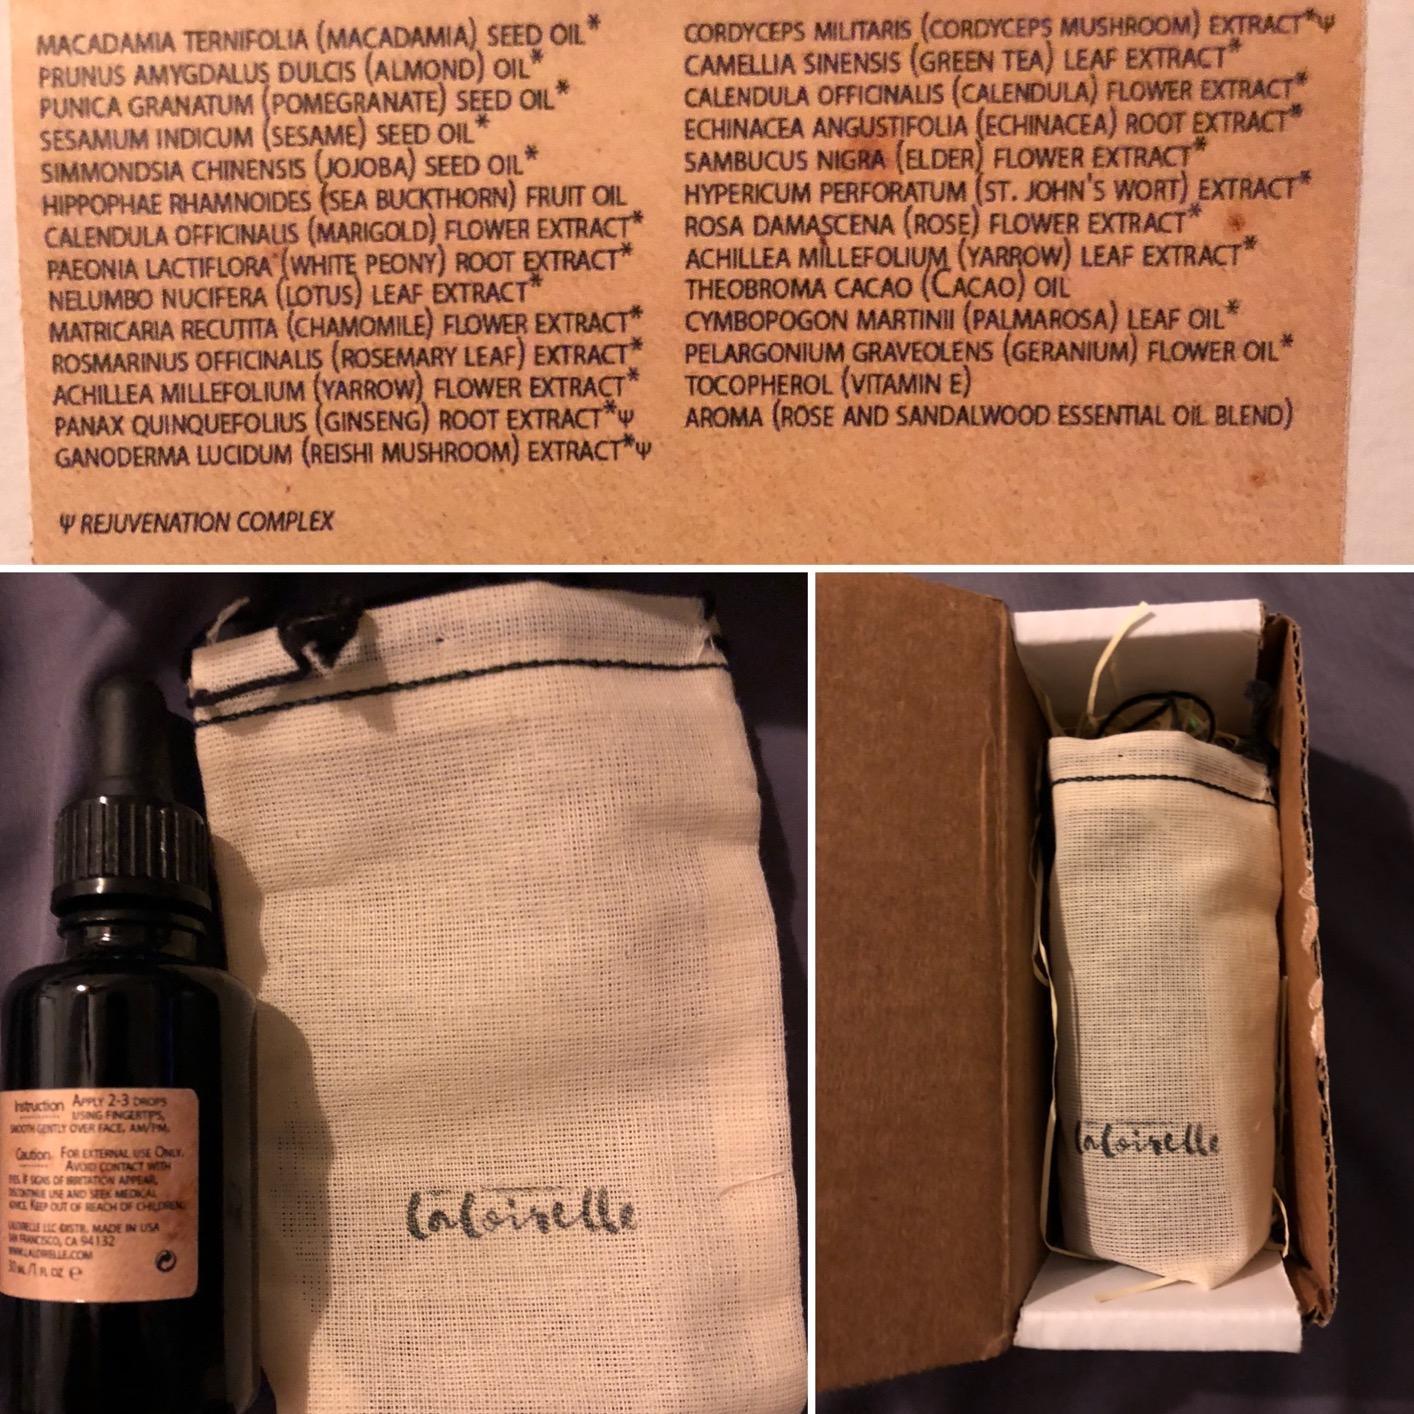 MACADAMIA TERNIFOLIA (MACADAMIA) SEED OIL*
PRUNUS AMYGDALUS DULCIS (ALMOND) OIL*
PUNICA GRANATUM (POMEGRANATE) SEED OIL*
SESAMUM INDICUM (SESAME) SEED OIL*
SIMMONDSIA CHINENSIS (JOJOBA) SEED OIL*
HIPPOPHAE RHAMNOIDES (SEA BUCKTHORN) FRUIT OIL
CALENDULA OFFICINALIS (MARIGOLD) FLOWER EXTRACT*
PAEONIA LACTIFLORA (WHITE PEONY) ROOT EXTRACT*
NELUMBO NUCIFERA (LOTUS) LEAF EXTRACT*
MATRICARIA RECUTITA (CHAMOMILE) FLOWER EXTRACT*
ROSMARINUS OFFICINALIS (ROSEMARY LEAF) EXTRACT*
ACHILLEA MILLEFOLIUM (YARROW) FLOWER EXTRACT*
PANAX QUINQUEFOLIUS (GINSENG) ROOT EXTRACT*Ψ
GANODERMA LUCIDUM (REISHI MUSHROOM) EXTRACT*Ψ
Ψ REJUVENATION COMPLEX
CORDYCEPS MILITARIS (CORDYCEPS MUSHROOM) EXTRACT*Ψ
CAMELLIA SINENSIS (GREEN TEA) LEAF EXTRACT*
CALENDULA OFFICINALIS (CALENDULA) FLOWER EXTRACT*
ECHINACEA ANGUSTIFOLIA (ECHINACEA) ROOT EXTRACT*
SAMBUCUS NIGRA (ELDER) FLOWER EXTRACT*
HYPERICUM PERFORATUM (ST. JOHN'S WORT) EXTRACT*
ROSA DAMASCENA (ROSE) FLOWER EXTRACT*
ACHILLEA MILLEFOLIUM (YARROW) LEAF EXTRACT*
THEOBROMA CACAO (CACAO) OIL
CYMBOPOGON MARTINII (PALMAROSA) LEAF OIL*
PELARGONIUM GRAVEOLENS (GERANIUM) FLOWER OIL*
TOCOPHEROL (VITAMIN E)
AROMA (ROSE AND SANDALWOOD ESSENTIAL OIL BLEND)
Instruction APPLY 2-3 DROPS
USING FINGERTIPS,
SMOOTH GENTLY OVER FACE, AM/PM.
Caution. FOR EXTERNAL USE ONLY.
AVOID CONTACT WITH
EYES. IF SIGNS OF IRRITATION APPEAR,
DISCONTINUE USE AND SEEK MEDICAL
ADVICE. KEEP OUT OF REACH OF CHILDREN.
LALOIRELLE LLC DISTR. MADE IN USA
SAN FRANCISCO, CA 94132
WWW.LALOIRELLE.COM
30 mL /1 FL OZ ℮
laloirelle
laloirelle